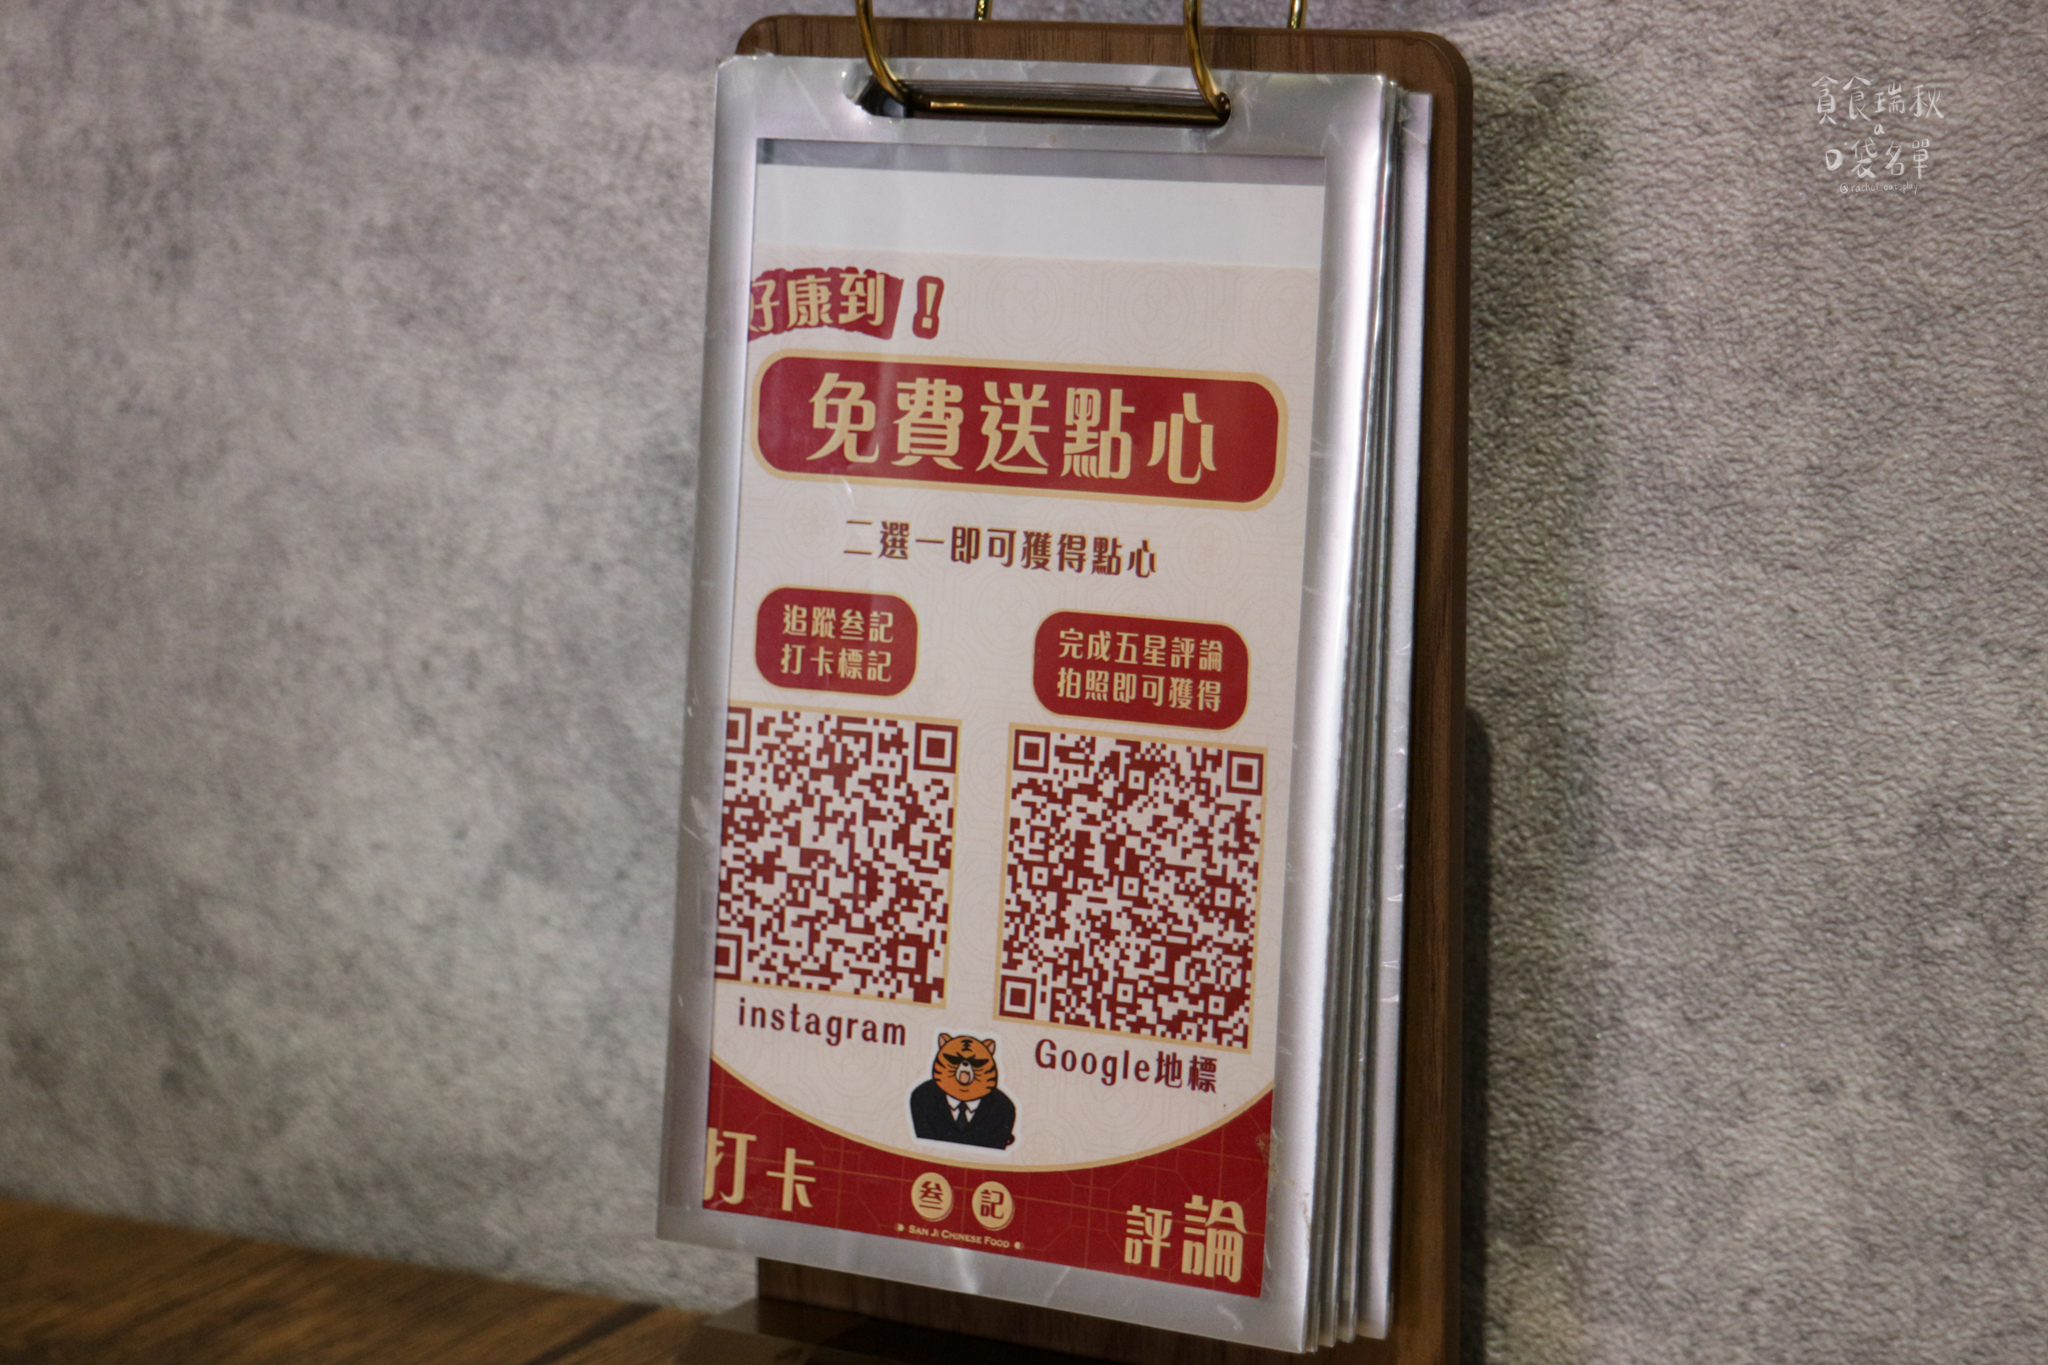 好康到！
免費送點心
二選一即可獲得點心
追蹤叄記
打卡標記
完成五星評論
拍照即可獲得
instagram
Google地標
打卡
叄記
SAN JI CHINESE FOOD
評論
貪食瑞秋
a
口袋名單